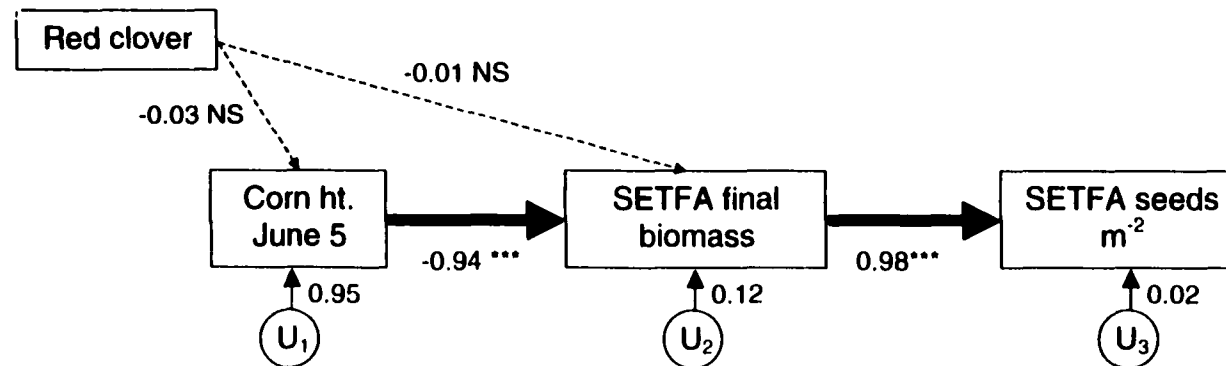 Red clover
-0.01 NS
-0.03 NS
Corn ht.
June 5
SETFA final
biomass
SETFA seeds
m⁻²
-0.94 ***
0.98***
0.95
0.12
0.02
U₁
U₂
U₃